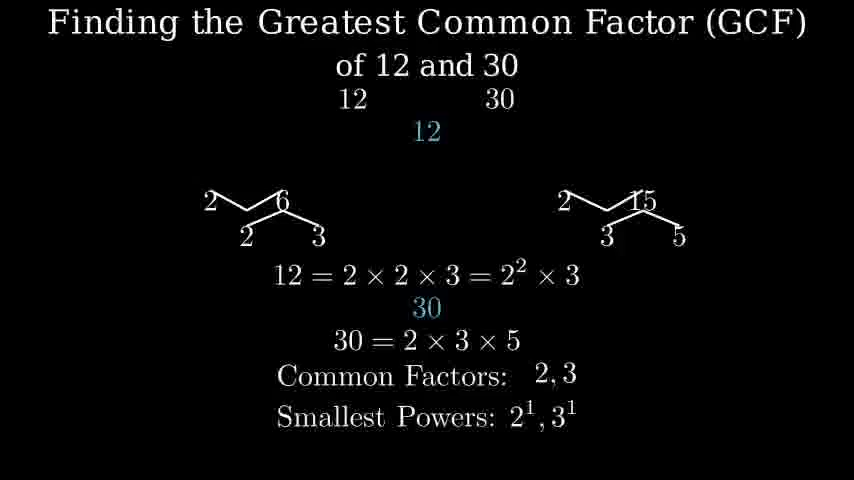 Finding the Greatest Common Factor (GCF)
of 12 and 30
12 30
12
2 6 2 15
2 3 3 5
12 = 2 × 2 × 3 = 2² × 3
30
30 = 2 × 3 × 5
Common Factors: 2, 3
Smallest Powers: 2¹, 3¹